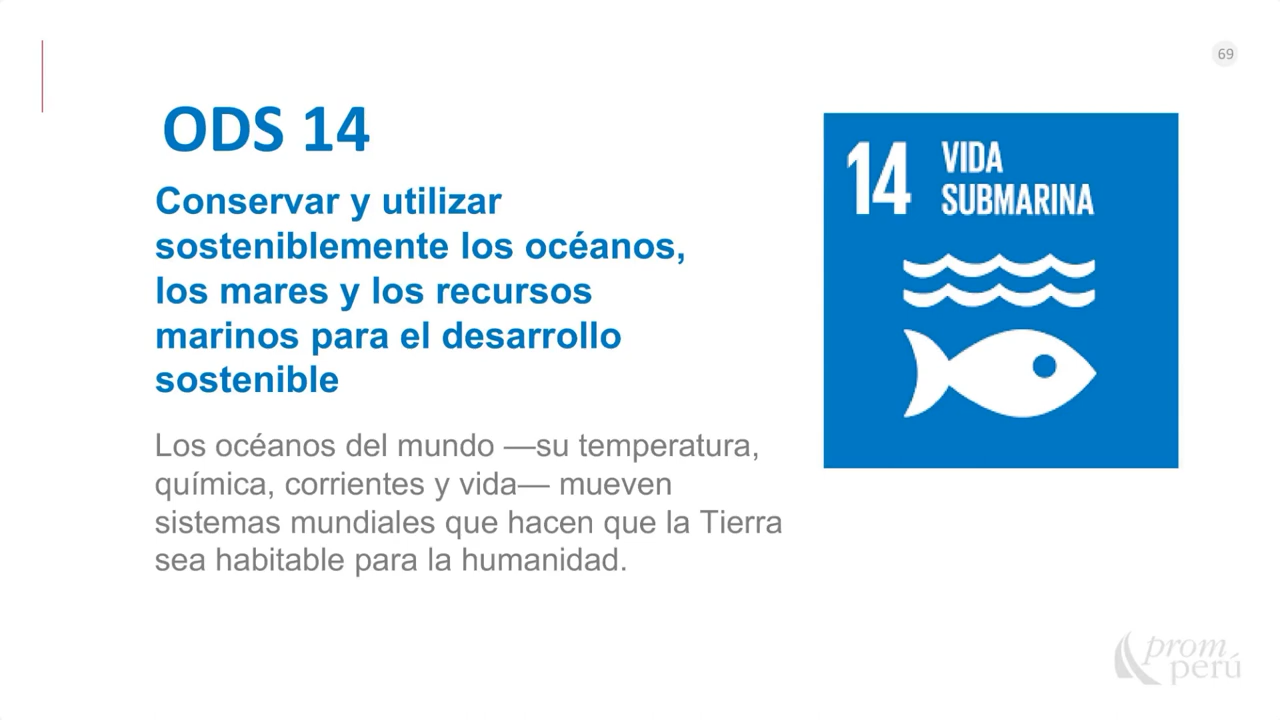 69
ODS 14
Conservar y utilizar
sosteniblemente los océanos,
los mares y los recursos
marinos para el desarrollo
sostenible
Los océanos del mundo —su temperatura,
química, corrientes y vida— mueven
sistemas mundiales que hacen que la Tierra
sea habitable para la humanidad.
14 VIDA
SUBMARINA
prom
perú